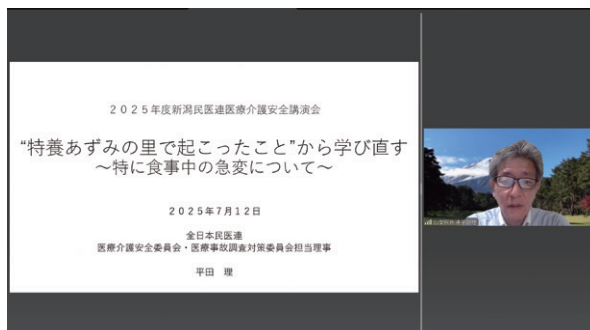 2025年度新潟民医連医療介護安全講演会
“特養あずみの里で起こったこと”から学び直す
～特に食事中の急変について～
2025年7月12日
全日本民医連
医療介護安全委員会・医療事故調査対策委員会担当理事
平田 理